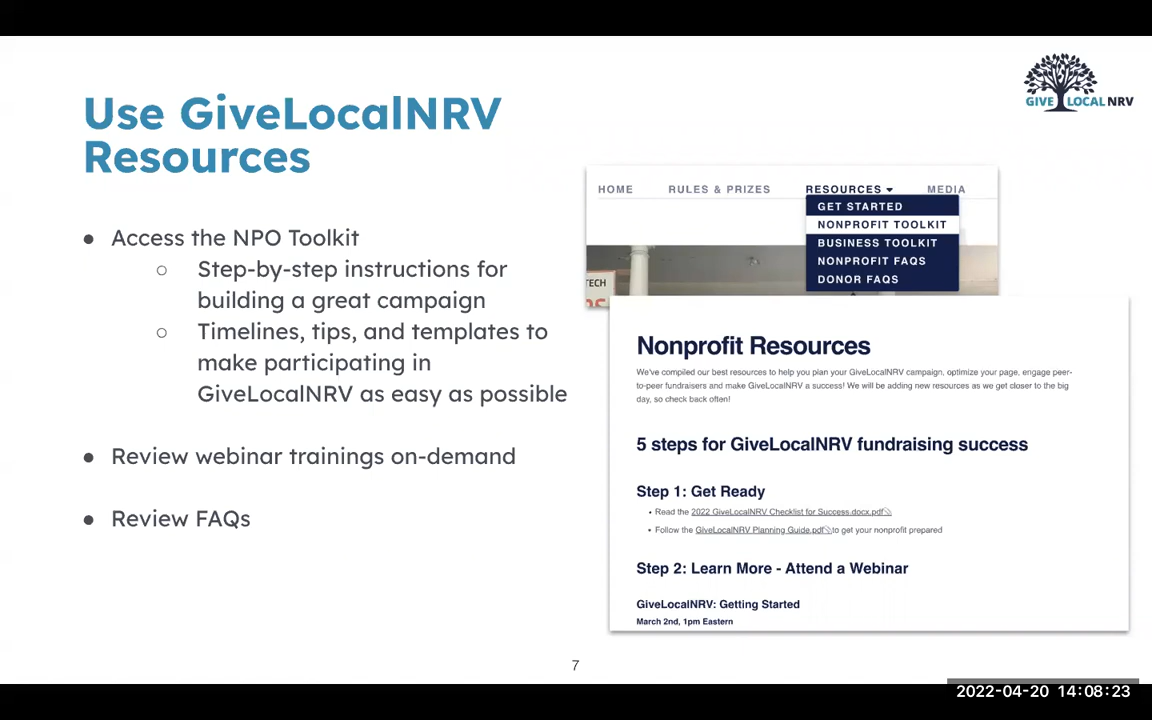 Use GiveLocalNRV
Resources
GIVE LOCAL NRV
● Access the NPO Toolkit
○ Step-by-step instructions for
building a great campaign
○ Timelines, tips, and templates to
make participating in
GiveLocalNRV as easy as possible
● Review webinar trainings on-demand
● Review FAQs
HOME RULES & PRIZES RESOURCES MEDIA
GET STARTED
NONPROFIT TOOLKIT
BUSINESS TOOLKIT
NONPROFIT FAQS
DONOR FAQS
TECH
Nonprofit Resources
We've compiled our best resources to help you plan your GiveLocalNRV campaign, optimize your page, engage peer-
to-peer fundraisers and make GiveLocalNRV a success! We will be adding new resources as we get closer to the big
day, so check back often!
5 steps for GiveLocalNRV fundraising success
Step 1: Get Ready
• Read the 2022 GiveLocalNRV Checklist for Success.docx.pdf
• Follow the GiveLocalNRV Planning Guide.pdf to get your nonprofit prepared
Step 2: Learn More - Attend a Webinar
GiveLocalNRV: Getting Started
March 2nd, 1pm Eastern
7
2022-04-20 14:08:23